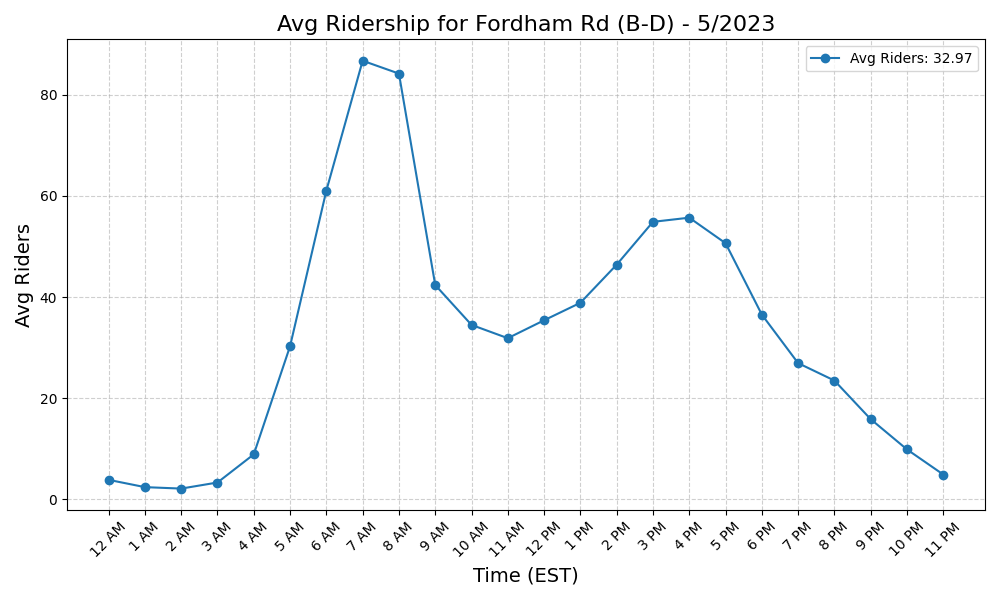 Avg Ridership for Fordham Rd (B-D) - 5/2023
Avg Riders: 32.97
Avg Riders
80
60
40
20
0
12 AM
1 AM
2 AM
3 AM
4 AM
5 AM
6 AM
7 AM
8 AM
9 AM
10 AM
11 AM
12 PM
1 PM
2 PM
3 PM
4 PM
5 PM
6 PM
7 PM
8 PM
9 PM
10 PM
11 PM
Time (EST)